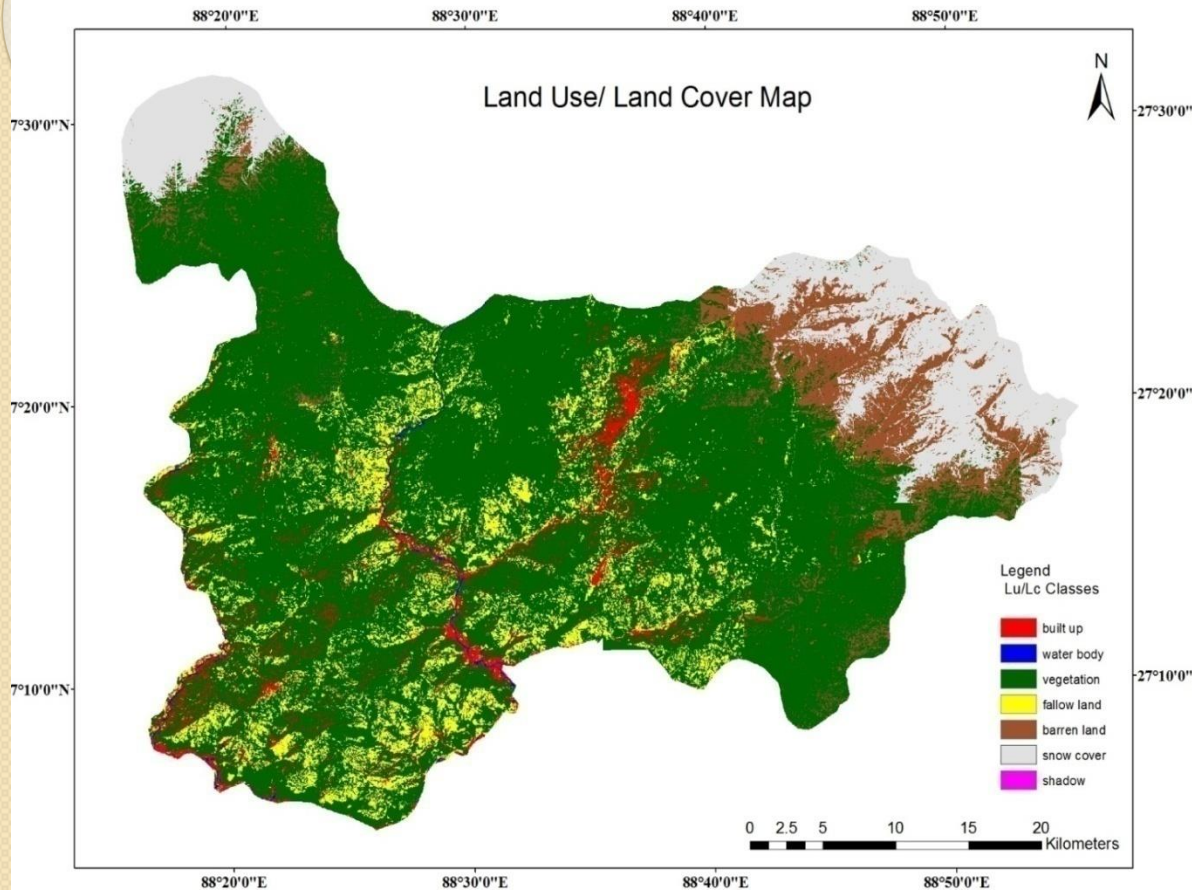 88°20'0"E 88°30'0"E 88°40'0"E 88°50'0"E
Land Use/ Land Cover Map
N
7°30'0"N 27°30'0"
7°20'0"N 27°20'0"
Legend
Lu/Lc Classes
built up
water body
vegetation
fallow land
barren land
snow cover
shadow
7°10'0"N 27°10'0"
0 2.5 5 10 15 20
Kilometers
88°20'0"E 88°30'0"E 88°40'0"E 88°50'0"E